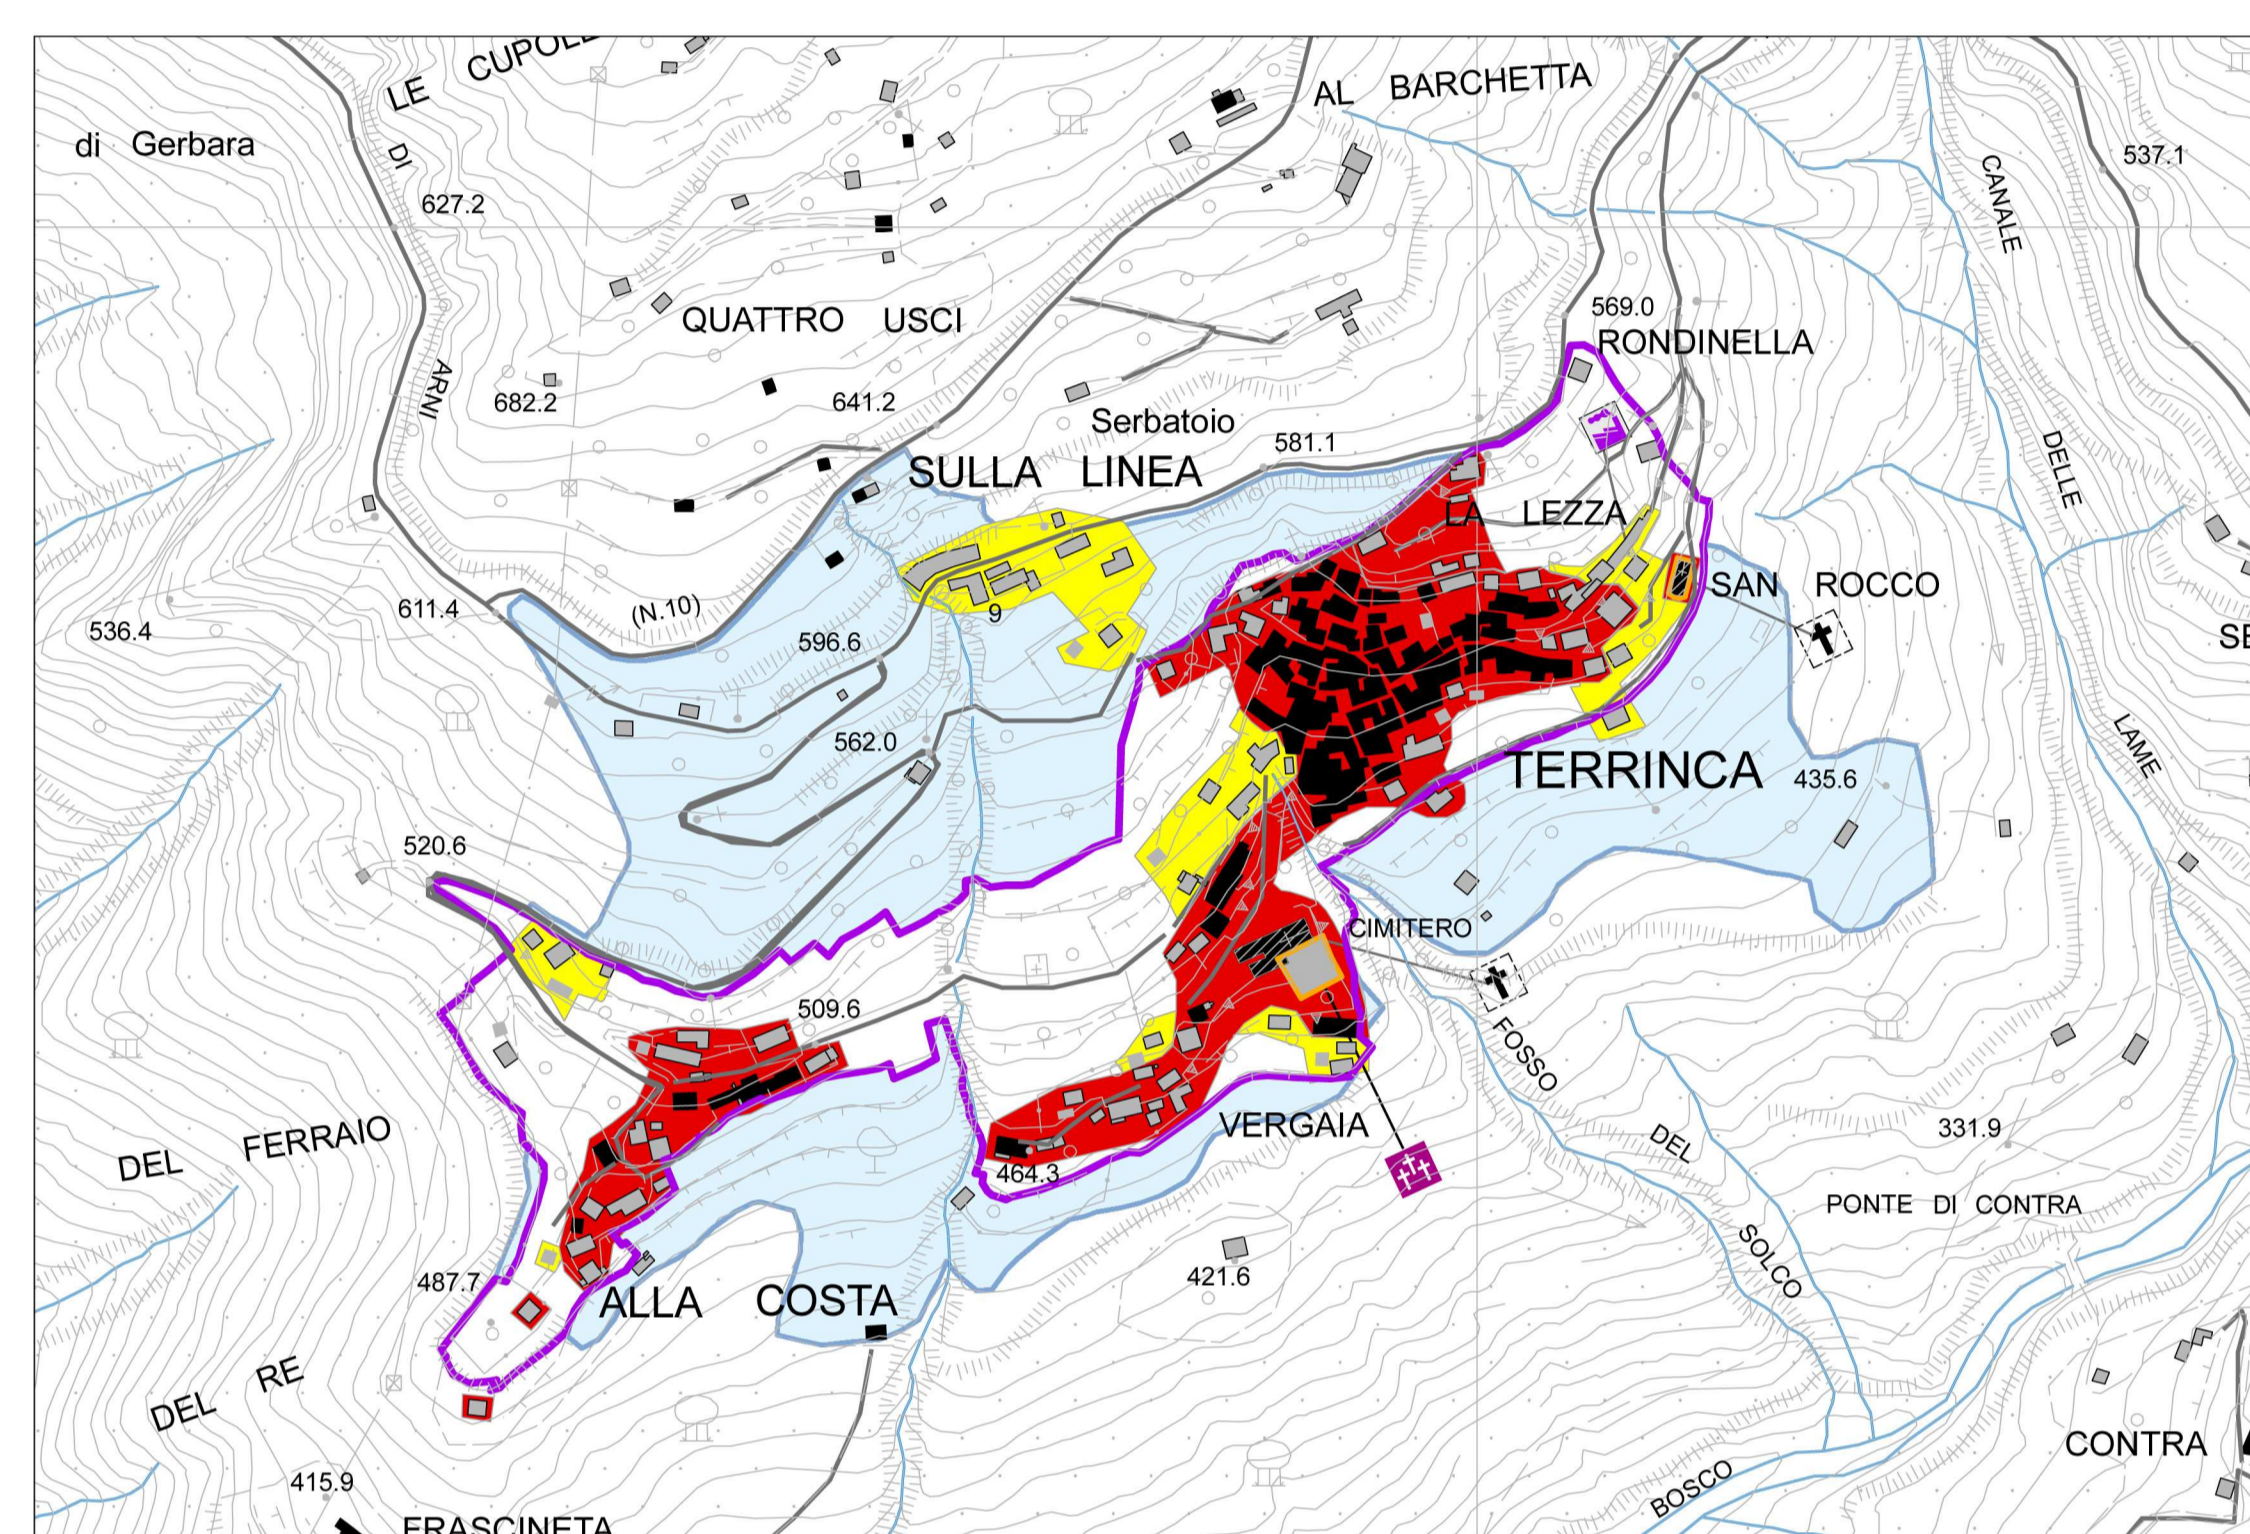 LE CUPOLE
AL BARCHETTA
di Gerbara
DI
537.1
CANALE
627.2
569.0
QUATTRO USCI
RONDINELLA
ARNI
682.2
641.2
Serbatoio
581.1
SULLA LINEA
DELLE
LA LEZZA
SAN ROCCO
611.4
(N.10)
9
536.4
596.6
562.0
LAME
TERRINCA
435.6
520.6
CIMITERO
509.6
FOSSO
VERGAIA
331.9
DEL FERRAIO
DEL
464.3
PONTE DI CONTRA
SOLCO
487.7
421.6
ALLA COSTA
DEL RE
CONTRA
415.9
BOSCO
FRASCINETA